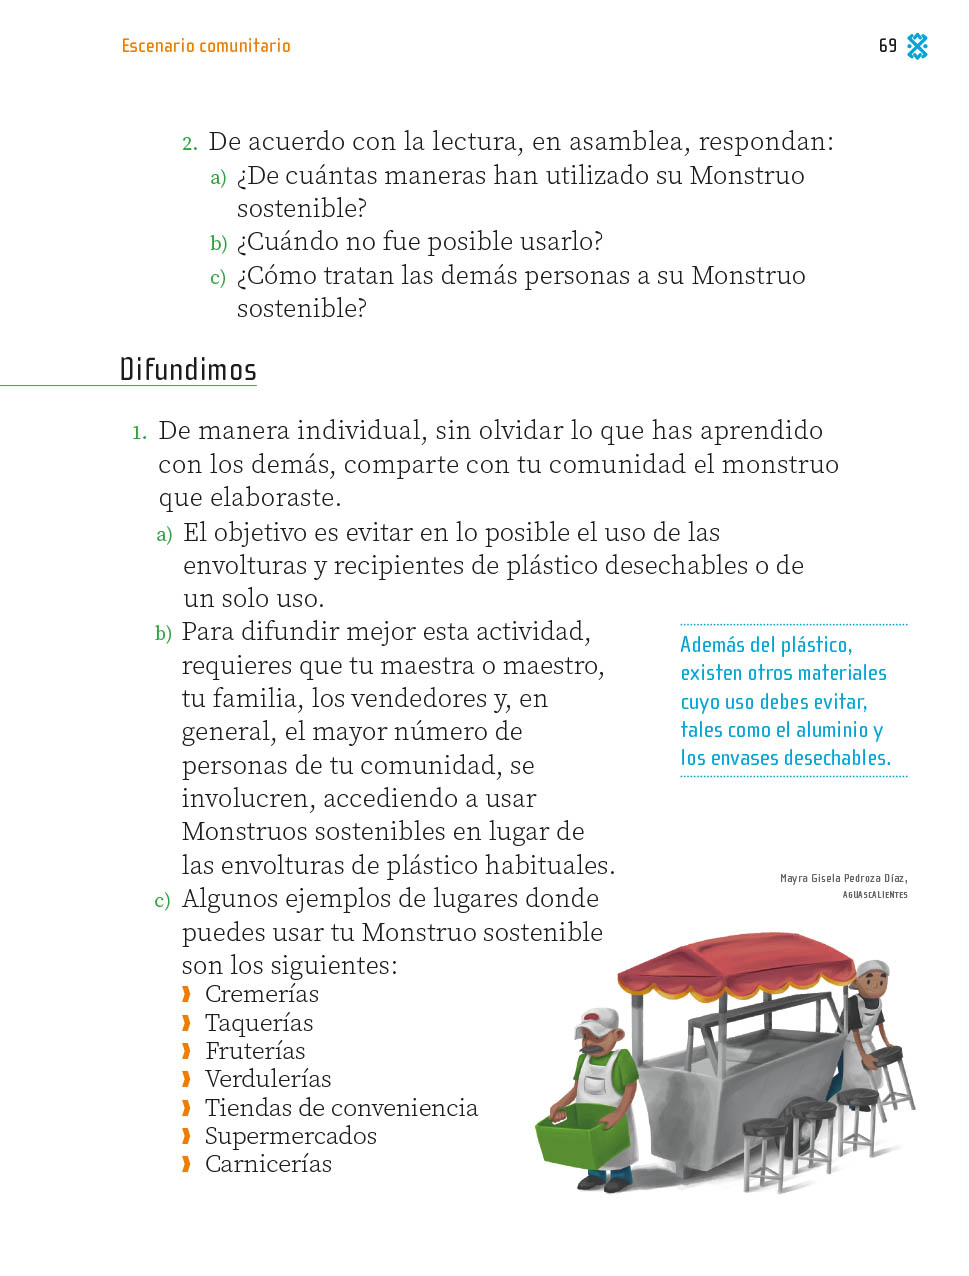 Escenario comunitario
69
2. De acuerdo con la lectura, en asamblea, respondan:
a) ¿De cuántas maneras han utilizado su Monstruo
sostenible?
b) ¿Cuándo no fue posible usarlo?
c) ¿Cómo tratan las demás personas a su Monstruo
sostenible?
Difundimos
1. De manera individual, sin olvidar lo que has aprendido
con los demás, comparte con tu comunidad el monstruo
que elaboraste.
a) El objetivo es evitar en lo posible el uso de las
envolturas y recipientes de plástico desechables o de
un solo uso.
b) Para difundir mejor esta actividad,
requieres que tu maestra o maestro,
tu familia, los vendedores y, en
general, el mayor número de
personas de tu comunidad, se
involucren, accediendo a usar
Monstruos sostenibles en lugar de
las envolturas de plástico habituales.
c) Algunos ejemplos de lugares donde
puedes usar tu Monstruo sostenible
son los siguientes:
Cremerías
Taquerías
Fruterías
Verdulerías
Tiendas de conveniencia
Supermercados
Carnicerías
Además del plástico,
existen otros materiales
cuyo uso debes evitar,
tales como el aluminio y
los envases desechables.
Mayra Gisela Pedroza Díaz,
AGUASCALIENTES